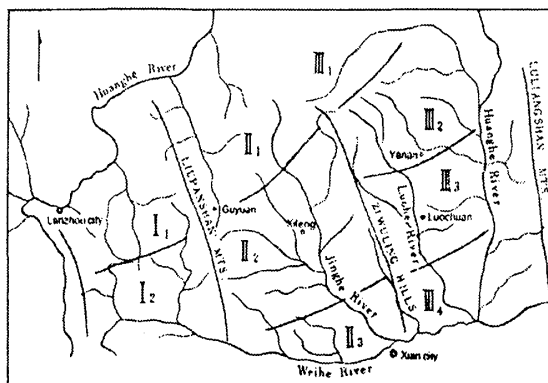 Huanghe River
III₁
LULIANGSHAN MTS
III₂
Huanghe River
Yanan
II₁
LIUPANSHAN MTS
III₃
Guyuan
Luohe River
Luochuan
Lanzhou city
I₁
Xifeng
II₂
ZIWULING HILLS
Jinghe River
I₂
III₄
II₃
Xian city
Weihe River